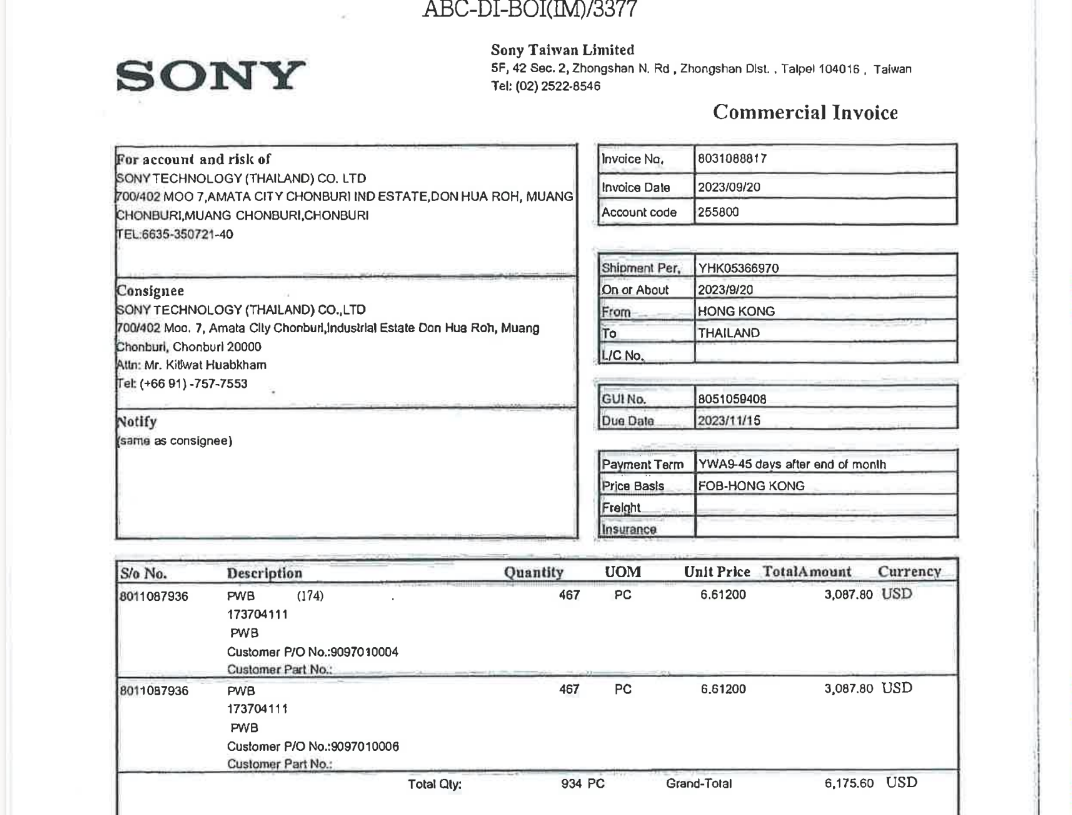 ABC-DI-BOI(IM)/3377
SONY
Sony Taiwan Limited
5F, 42 Sec. 2, Zhongshan N. Rd , Zhongshan Dist. , Taipei 104016 , Taiwan
Tel: (02) 2522-8546
Commercial Invoice
For account and risk of
SONY TECHNOLOGY (THAILAND) CO. LTD
700/402 MOO 7,AMATA CITY CHONBURI IND ESTATE,DON HUA ROH, MUANG
CHONBURI,MUANG CHONBURI,CHONBURI
TEL:6635-350721-40
Consignee
SONY TECHNOLOGY (THAILAND) CO.,LTD
700/402 Moo. 7, Amata City Chonburi,Industrial Estate Don Hua Roh, Muang
Chonburi, Chonburi 20000
Attn: Mr. Huabkham
Tel: (+66 91) -757-7553
Notify
(same as consignee)
Invoice No. 8031088817
Invoice Date 2023/09/20
Account code 255800
Shipment Per. YHK05366970
On or About 2023/9/20
From HONG KONG
To THAILAND
L/C No.
GUI No. 8051059408
Due Date 2023/11/15
Payment Term YWA9-45 days after end of month
Price Basis FOB-HONG KONG
Freight
Insurance
S/o No. Description Quantity UOM Unit Price TotalAmount Currency
8011087936 PWB (174) 467 PC 6.61200 3,087.80 USD
173704111
PWB
Customer P/O No.:9097010004
Customer Part No.:
8011087936 PWB 467 PC 6.61200 3,087.80 USD
173704111
PWB
Customer P/O No.:9097010006
Customer Part No.:
Total Qty: 934 PC Grand-Total 6,175.60 USD